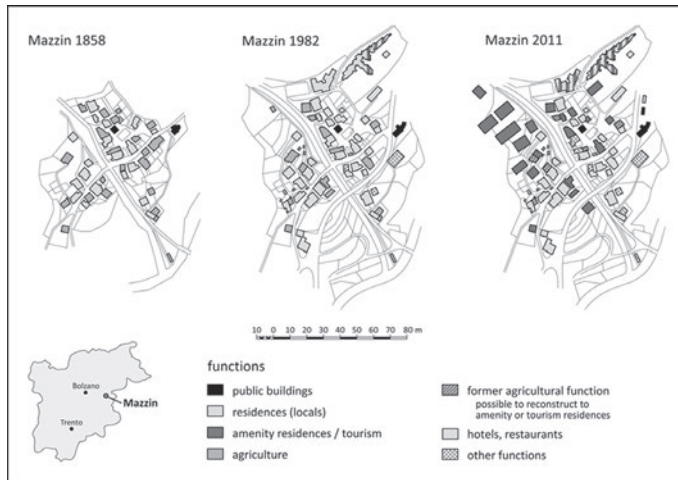 Mazzin 1858
Mazzin 1982
Mazzin 2011
10 0 10 20 30 40 50 60 70 80 m
Bolzano
Mazzin
Trento
functions
public buildings
residences (locals)
amenity residences / tourism
agriculture
former agricultural function
possible to reconstruct to
amenity or tourism residences
hotels, restaurants
other functions